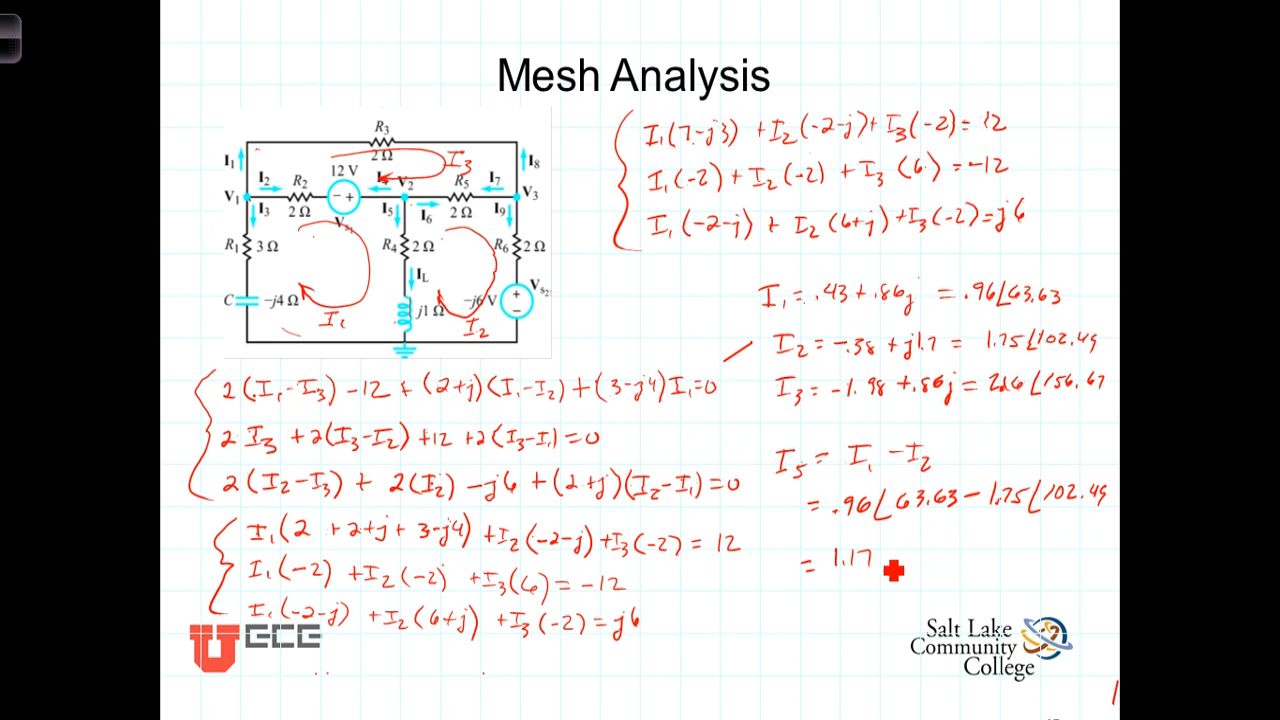 Mesh Analysis
R3
2 Ω
I1
I8
I3
12 V
I2
R2
V2
R5
I7
V1
V3
− +
I3
2 Ω
Vs1
I5
I6
2 Ω
I9
R1 3 Ω
R4 2 Ω
R6 2 Ω
IL
C −j4 Ω
j1 Ω
−j6 V
+
−
Vs2
I1
I2
I1(7-j3) + I2(-2-j) + I3(-2) = 12
I1(-2) + I2(-2) + I3(6) = -12
I1(-2-j) + I2(6+j) + I3(-2) = j6
I1 = .43 + .86j = .96∠63.63
I2 = -.38 + j1.7 = 1.75∠102.49
I3 = -1.98 + .86j = 2.16∠156.67
2(I1-I3) -12 + (2+j)(I1-I2) + (3-j4)I1 = 0
2I3 + 2(I3-I2) + 12 + 2(I3-I1) = 0
2(I2-I3) + 2(I2) - j6 + (2+j)(I2-I1) = 0
I1(2 + 2+j + 3-j4) + I2(-2-j) + I3(-2) = 12
I1(-2) + I2(-2) + I3(6) = -12
I1(-2-j) + I2(6+j) + I3(-2) = j6
I5 = I1 - I2
= .96∠63.63 - 1.75∠102.49
= 1.17
U ECE
Salt Lake
Community
College